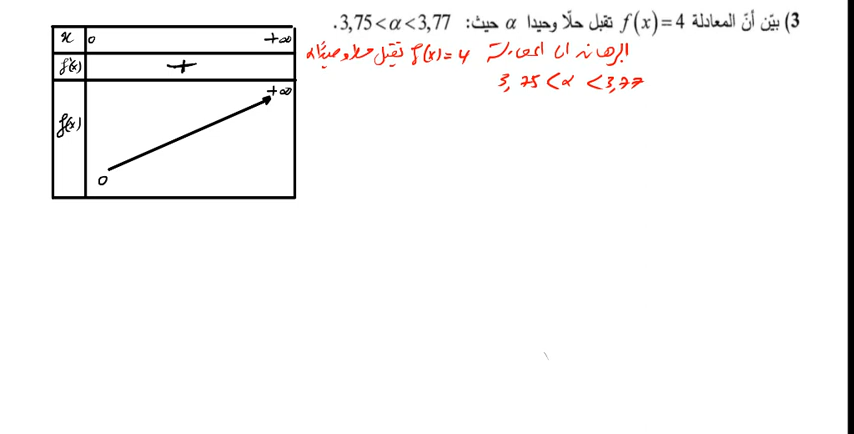 3) بيّن أنّ المعادلة f(x)=4 تقبل حلّا وحيدا α حيث: 3,75<α<3,77.
البرهان ان المعادلة f(x)=4 تقبل حلا وحيدًا α
3,75<α<3,77
x 0 +∞
f'(x) +
f(x) 0 +∞